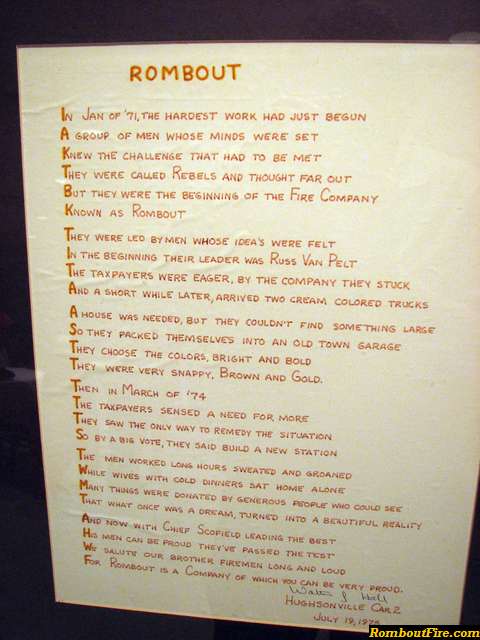 ROMBOUT
IN JAN OF '71, THE HARDEST WORK HAD JUST BEGUN
A GROUP OF MEN WHOSE MINDS WERE SET
KNEW THE CHALLENGE THAT HAD TO BE MET
THEY WERE CALLED REBELS AND THOUGHT FAR OUT
BUT THEY WERE THE BEGINNING OF THE FIRE COMPANY
KNOWN AS ROMBOUT
THEY WERE LED BY MEN WHOSE IDEA'S WERE FELT
IN THE BEGINNING THEIR LEADER WAS RUSS VAN PELT
THE TAXPAYERS WERE EAGER, BY THE COMPANY THEY STUCK
AND A SHORT WHILE LATER, ARRIVED TWO CREAM COLORED TRUCKS
A HOUSE WAS NEEDED, BUT THEY COULDN'T FIND SOMETHING LARGE
SO THEY PACKED THEMSELVES INTO AN OLD TOWN GARAGE
THEY CHOOSE THE COLORS, BRIGHT AND BOLD
THEY WERE VERY SNAPPY, BROWN AND GOLD.
THEN IN MARCH OF '74
THE TAXPAYERS SENSED A NEED FOR MORE
THEY SAW THE ONLY WAY TO REMEDY THE SITUATION
SO BY A BIG VOTE, THEY SAID BUILD A NEW STATION
THE MEN WORKED LONG HOURS SWEATED AND GROANED
WHILE WIVES WITH COLD DINNERS SAT HOME ALONE
MANY THINGS WERE DONATED BY GENEROUS PEOPLE WHO COULD SEE
THAT WHAT ONCE WAS A DREAM, TURNED INTO A BEAUTIFUL REALITY
AND NOW WITH CHIEF SCOFIELD LEADING THE BEST
HIS MEN CAN BE PROUD THEY'VE PASSED THE TEST
WE SALUTE OUR BROTHER FIREMEN LONG AND LOUD
FOR ROMBOUT IS A COMPANY OF WHICH YOU CAN BE VERY PROUD.
HUGHSONVILLE CAR 2
JULY 19,
RomboutFire.com